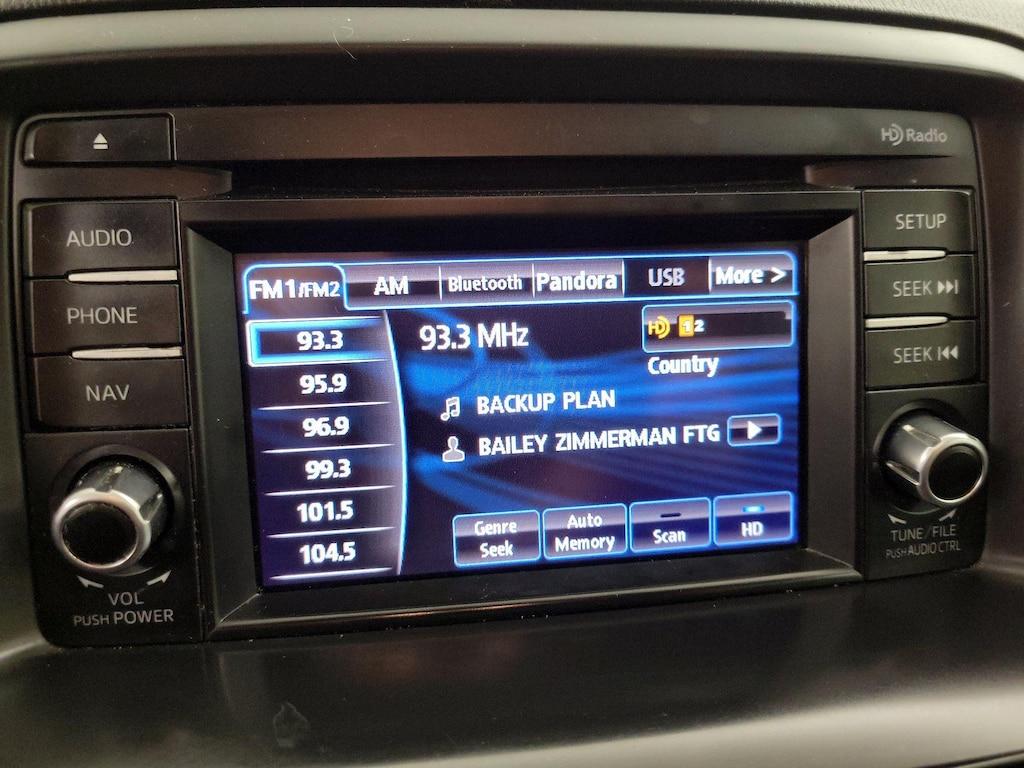 HD Radio
AUDIO
PHONE
NAV
VOL
PUSH POWER
FM1/FM2
AM
Bluetooth
Pandora
USB
More >
93.3
95.9
96.9
99.3
101.5
104.5
93.3 MHz
HD 1 2
Country
BACKUP PLAN
BAILEY ZIMMERMAN FTG
Genre
Seek
Auto
Memory
Scan
HD
SETUP
SEEK
SEEK
TUNE/FILE
PUSH AUDIO CTRL